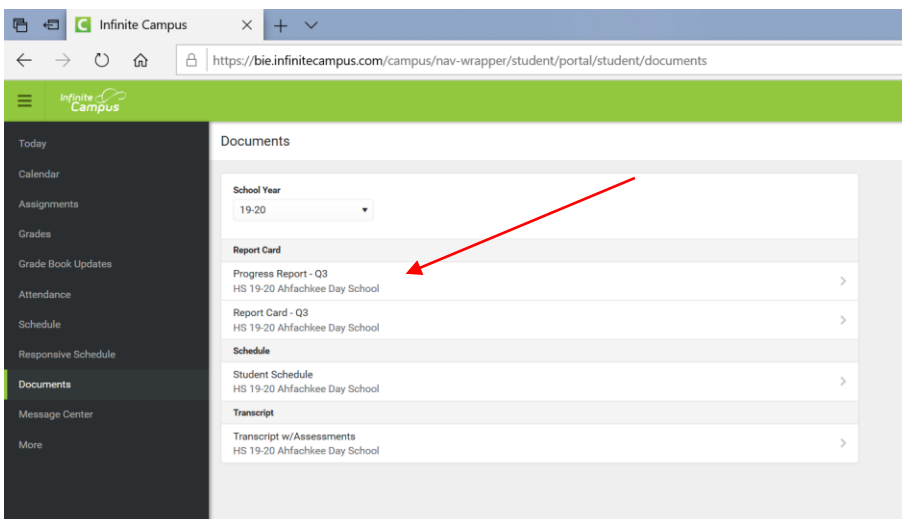 Infinite Campus
https://bie.infinitecampus.com/campus/nav-wrapper/student/portal/student/documents
Infinite
Campus
Today
Calendar
Assignments
Grades
Grade Book Updates
Attendance
Schedule
Responsive Schedule
Documents
Message Center
More
Documents
School Year
19-20
Report Card
Progress Report - Q3
HS 19-20 Ahfachkee Day School
Report Card - Q3
HS 19-20 Ahfachkee Day School
Schedule
Student Schedule
HS 19-20 Ahfachkee Day School
Transcript
Transcript w/Assessments
HS 19-20 Ahfachkee Day School